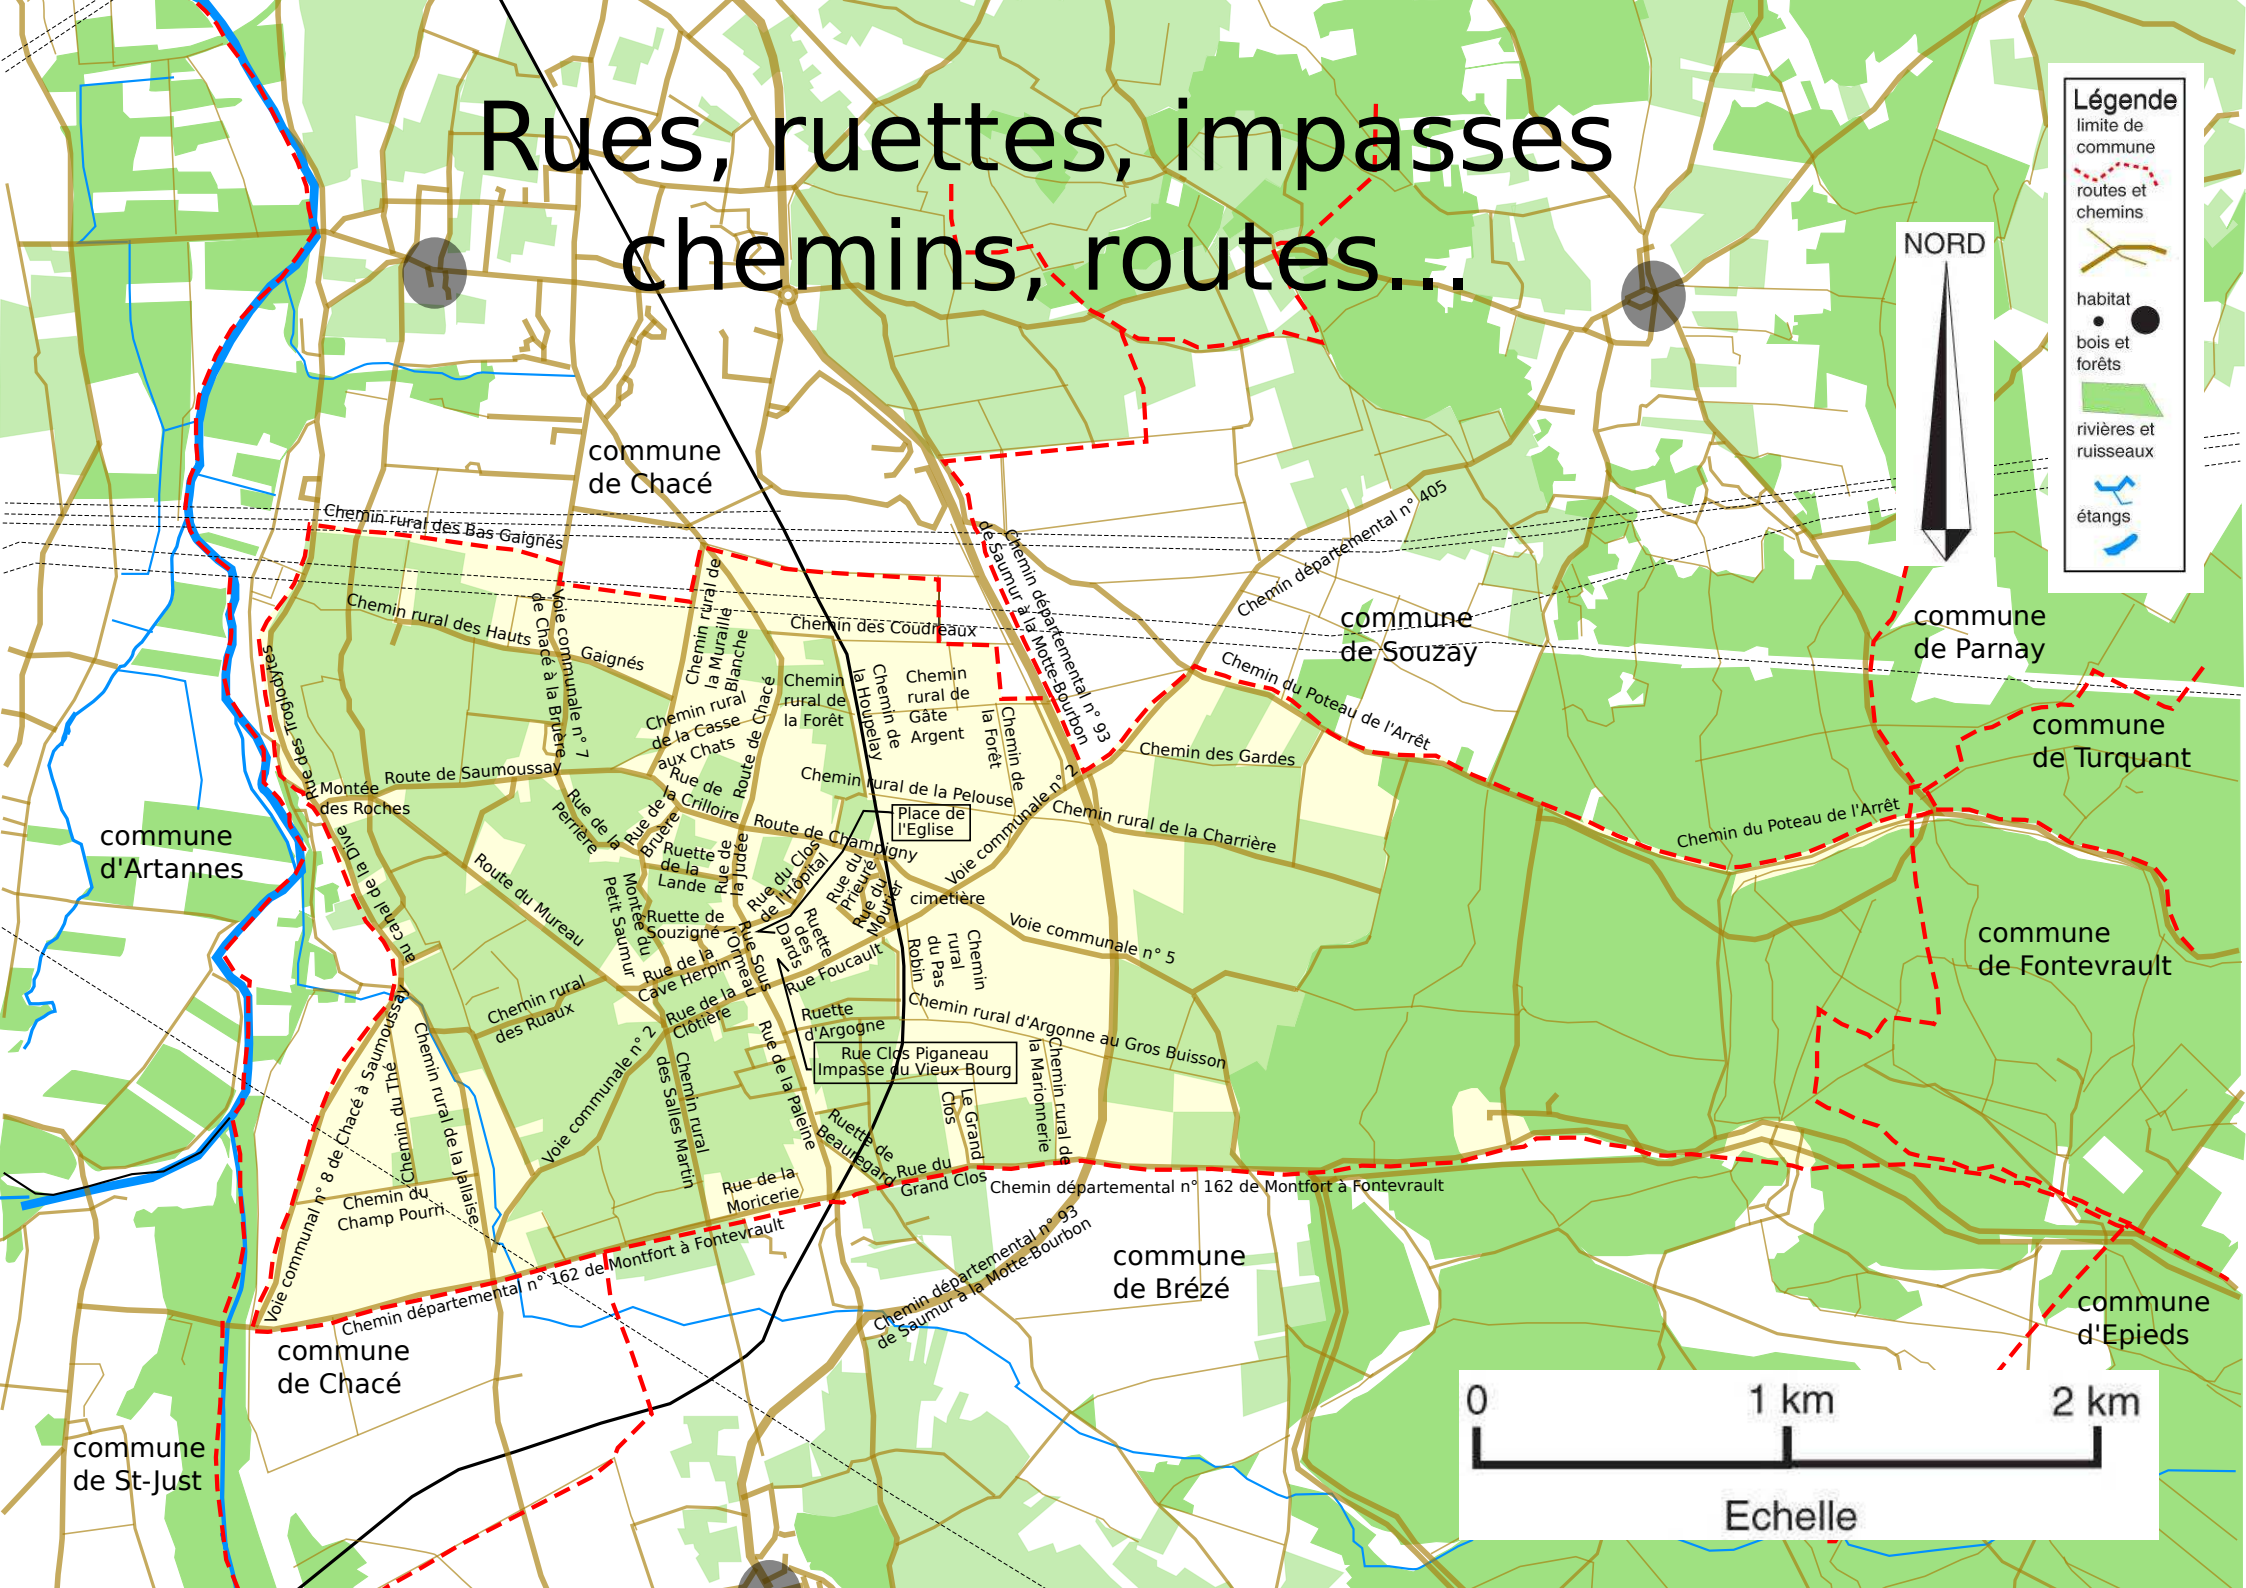 Rues, ruettes, impasses
chemins, routes...
Légende
limite de
commune
routes et
chemins
habitat
bois et
forêts
rivières et
ruisseaux
étangs
NORD
commune
de Chacé
Chemin rural des Bas Gaignés
Chemin départemental n° 405
Chemin départemental n° 93
de Saumur à la Motte-Bourbon
commune
de Souzay
commune
de Parnay
commune
de Turquant
Chemin rural des Hauts
Gaignés
Voie communale n° 7
de Chacé à la Bruère
Chemin rural de
la Muraille
Blanche
Chemin des Coudreaux
Chemin du Poteau de l'Arrêt
Rue des Troglodytes
Chemin rural
de la Casse
aux Chats
Route de Chacé
Chemin
rural de
la Forêt
Chemin de
la Houpelay
Chemin
rural de
Gâte
Argent
Chemin de
la Forêt
Chemin des Gardes
Route de Saumoussay
Montée
des Roches
Rue de
la Crilloire
Chemin rural de la Pelouse
Voie communale n° 2
Chemin rural de la Charrière
Chemin du Poteau de l'Arrêt
commune
d'Artannes
Rue de la
Perrière
Rue de
Bruère
Place de
l'Eglise
Route de Champigny
au canal de la Dive
Route du Mureau
Ruette
de la
Lande
Rue de
la Judée
Rue du Clos
de l'Hôpital
Rue du
Prieuré
Rue du
Moutier
cimetière
Montée du
Petit Saumur
Ruette de
Souzigné
Rue Sous
l'Ormeau
Ruette
des
Dards
Voie communale n° 5
commune
de Fontevrault
Rue de la
Cave Herpin
Rue Foucault
Chemin
rural
du Pas
Robin
Chemin rural
des Ruaux
Rue de la
Clôtière
Ruette
d'Argogne
Chemin rural d'Argonne au Gros Buisson
Rue Clos Piganeau
Impasse du Vieux Bourg
Voie communale n° 2
Chemin rural
des Salles Martin
Rue de la Paleine
Chemin rural de
la Marionnerie
Le Grand
Clos
Voie communal n° 8 de Chacé à Saumoussay
Chemin du Thé
Chemin rural de la Jallaise
Chemin du
Champ Pourri
Ruette de
Beauregard
Rue de la
Moricerie
Rue du
Grand Clos
Chemin départemental n° 162 de Montfort à Fontevrault
Chemin départemental n° 162 de Montfort à Fontevrault
Chemin départemental n° 93
de Saumur à la Motte-Bourbon
commune
de Brézé
commune
d'Epieds
commune
de Chacé
commune
de St-Just
0 1 km 2 km
Echelle